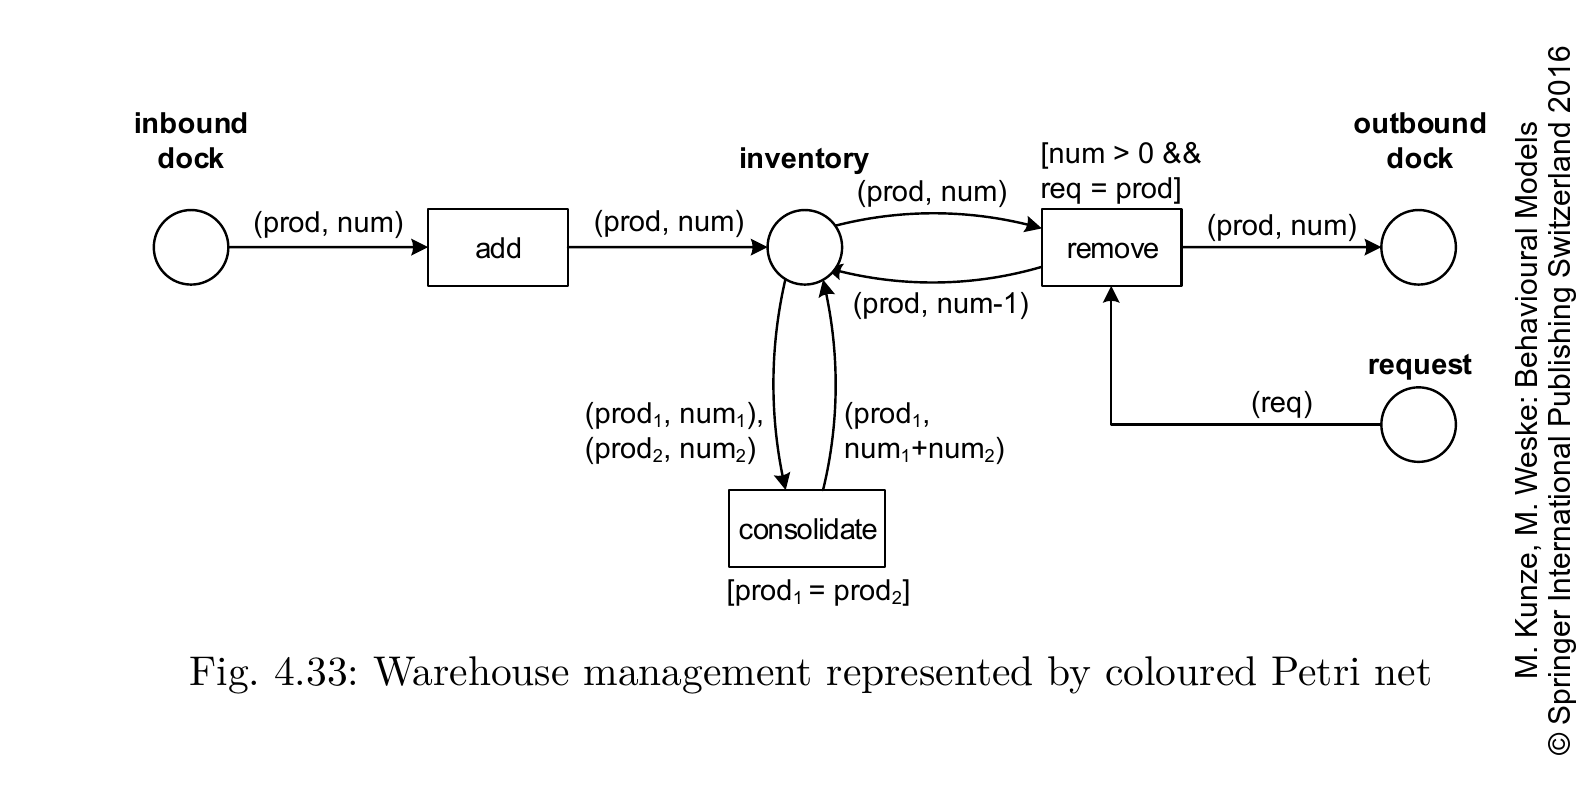 inbound
dock
(prod, num)
add
(prod, num)
inventory
(prod, num)
(prod, num-1)
[num > 0 &&
req = prod]
remove
(prod, num)
outbound
dock
request
(req)
(prod₁, num₁),
(prod₂, num₂)
(prod₁,
num₁+num₂)
consolidate
[prod₁ = prod₂]
Fig. 4.33: Warehouse management represented by coloured Petri net
M. Kunze, M. Weske: Behavioural Models
© Springer International Publishing Switzerland 2016